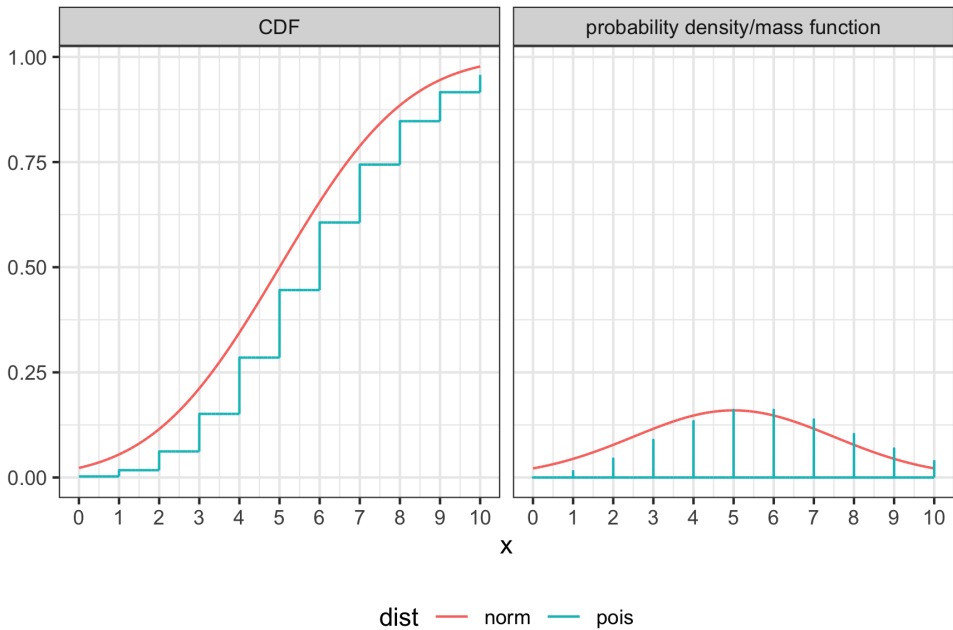 CDF
probability density/mass function
1.00
0.75
0.50
0.25
0.00
0 1 2 3 4 5 6 7 8 9 10
0 1 2 3 4 5 6 7 8 9 10
x
dist norm pois